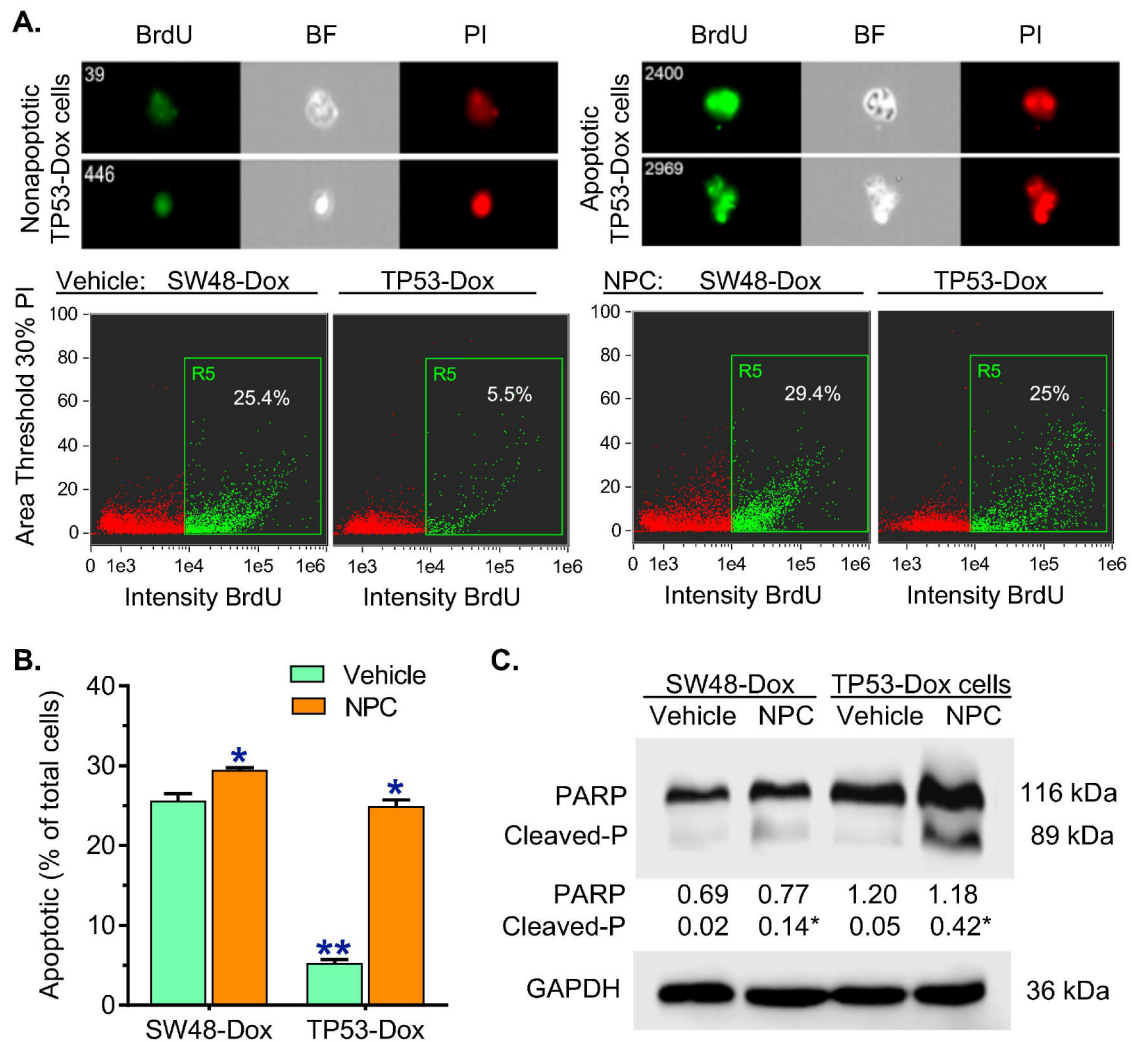 A.
BrdU BF PI BrdU BF PI
Nonapoptotic
TP53-Dox cells
39
446
Apoptotic
TP53-Dox cells
2400
2969
Vehicle: SW48-Dox TP53-Dox NPC: SW48-Dox TP53-Dox
Area Threshold 30% PI
100 100
80 80
60 60
40 40
20 20
0 0
R5 R5 R5 R5
25.4% 5.5% 29.4% 25%
0 1e3 1e4 1e5 1e6 1e3 1e4 1e5 1e6 0 1e3 1e4 1e5 1e6 1e3 1e4 1e5 1e6
Intensity BrdU Intensity BrdU Intensity BrdU Intensity BrdU
B.
Vehicle
NPC
Apoptotic (% of total cells)
40
30
20
10
0
* ** *
SW48-Dox TP53-Dox
C.
SW48-Dox TP53-Dox cells
Vehicle NPC Vehicle NPC
PARP 116 kDa
Cleaved-P 89 kDa
PARP 0.69 0.77 1.20 1.18
Cleaved-P 0.02 0.14* 0.05 0.42*
GAPDH 36 kDa